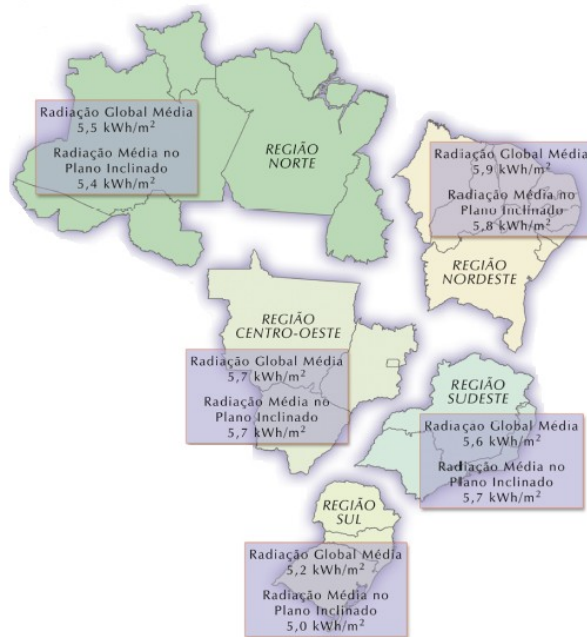 Radiação Global Média
5,5 kWh/m²
Radiação Média no
Plano Inclinado
5,4 kWh/m²
REGIÃO
NORTE
Radiação Global Média
5,9 kWh/m²
Radiação Média no
Plano Inclinado
5,8 kWh/m²
REGIÃO
NORDESTE
REGIÃO
CENTRO-OESTE
Radiação Global Média
5,7 kWh/m²
Radiação Média no
Plano Inclinado
5,7 kWh/m²
REGIÃO
SUDESTE
Radiação Global Média
5,6 kWh/m²
Radiação Média no
Plano Inclinado
5,7 kWh/m²
REGIÃO
SUL
Radiação Global Média
5,2 kWh/m²
Radiação Média no
Plano Inclinado
5,0 kWh/m²